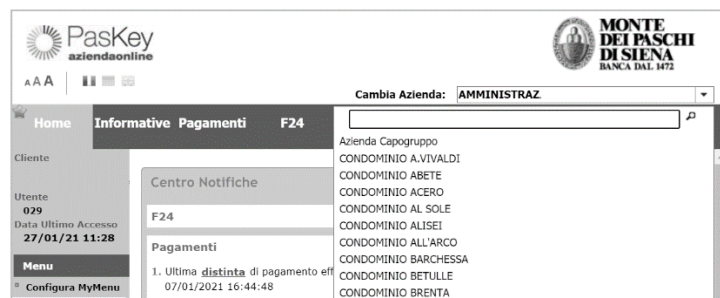 PasKey
aziendaonline
MONTE
DEI PASCHI
DI SIENA
BANCA DAL 1472
A A A
Cambia Azienda: AMMINISTRAZ.
Home Informative Pagamenti F24
Azienda Capogruppo
CONDOMINIO A.VIVALDI
CONDOMINIO ABETE
CONDOMINIO ACERO
CONDOMINIO AL SOLE
CONDOMINIO ALISEI
CONDOMINIO ALL'ARCO
CONDOMINIO BARCHESSA
CONDOMINIO BETULLE
CONDOMINIO BRENTA
Cliente
Utente
029
Data Ultimo Accesso
27/01/21 11:28
Menu
Configura MyMenu
Centro Notifiche
F24
Pagamenti
1. Ultima distinta di pagamento eff
07/01/2021 16:44:48